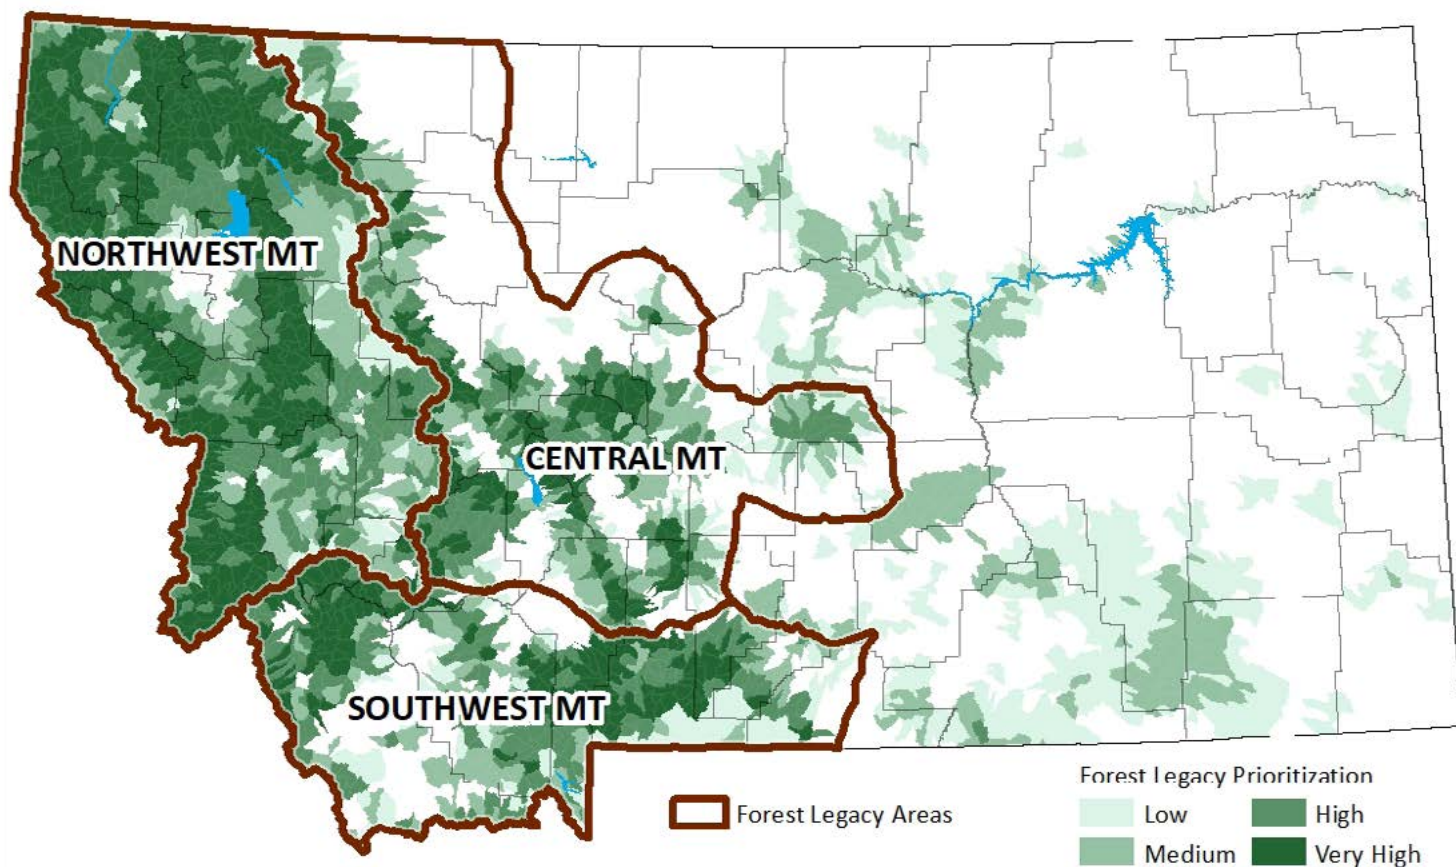 NORTHWEST MT
CENTRAL MT
SOUTHWEST MT
Forest Legacy Areas
Forest Legacy Prioritization
Low
High
Medium
Very High